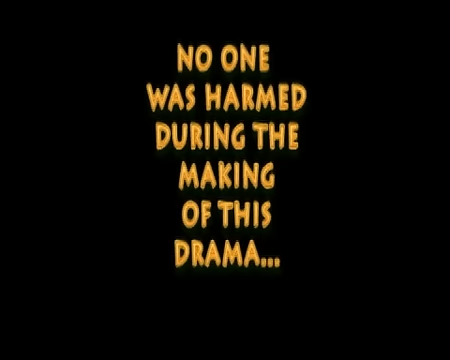 NO ONE
WAS HARMED
DURING THE
MAKING
OF THIS
DRAMA...